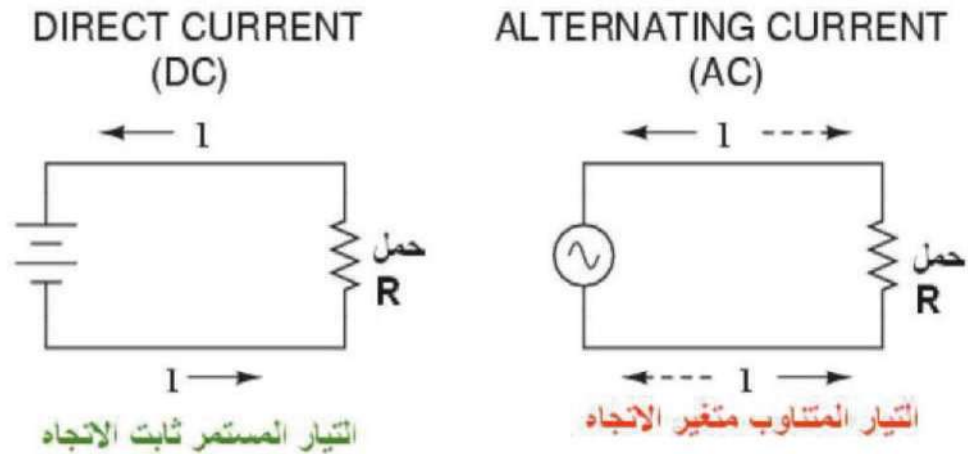 DIRECT CURRENT
(DC)
← I
حمل
R
I →
التيار المستمر ثابت الاتجاه
ALTERNATING CURRENT
(AC)
← I ⇢
حمل
R
⇠ I →
التيار المتناوب متغير الاتجاه